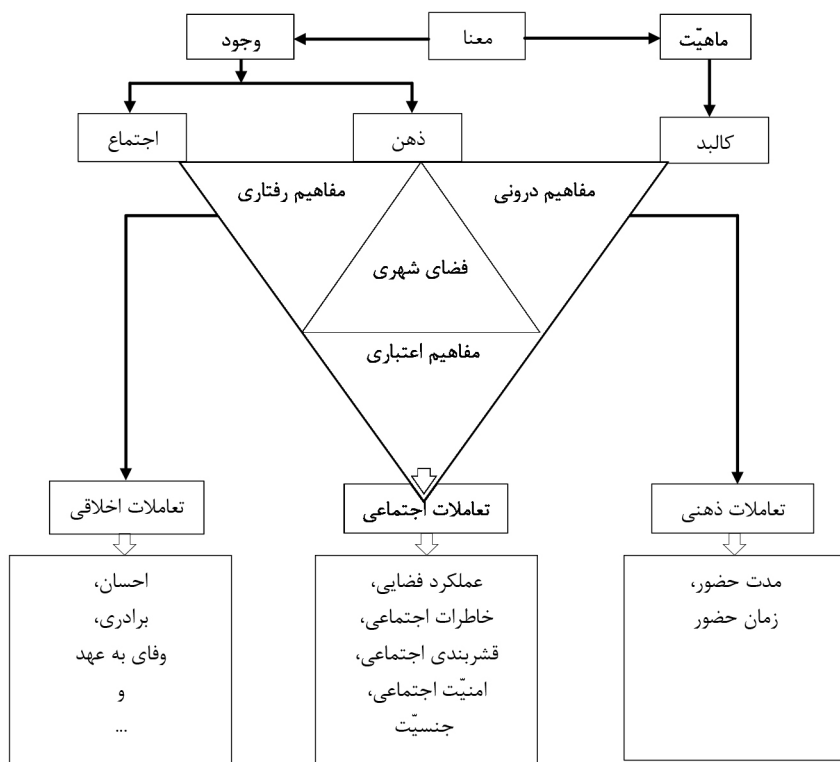 ماهیّت
معنا
وجود
کالبد
ذهن
اجتماع
مفاهیم درونی
مفاهیم رفتاری
فضای شهری
مفاهیم اعتباری
تعاملات ذهنی
تعاملات اجتماعی
تعاملات اخلاقی
مدت حضور،
زمان حضور
عملکرد فضایی،
خاطرات اجتماعی،
قشربندی اجتماعی،
امنیّت اجتماعی،
جنسیّت
احسان،
برادری،
وفای به عهد
و
...